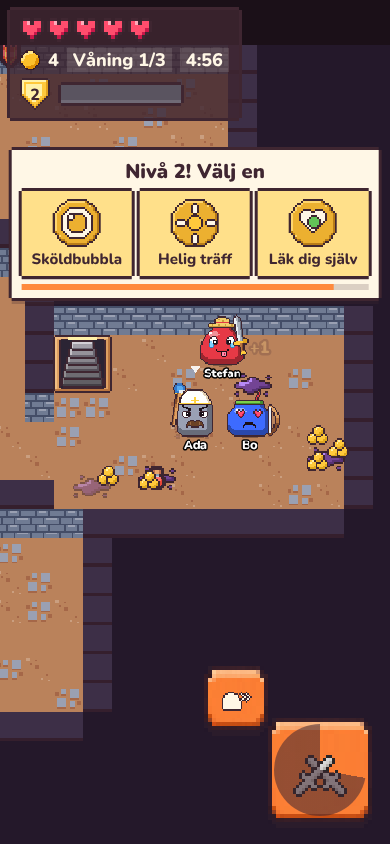 4 Våning 1/3 4:56
2
Nivå 2! Välj en
Sköldbubbla Helig träff Läk dig själv
+1
Stefan
Ada Bo